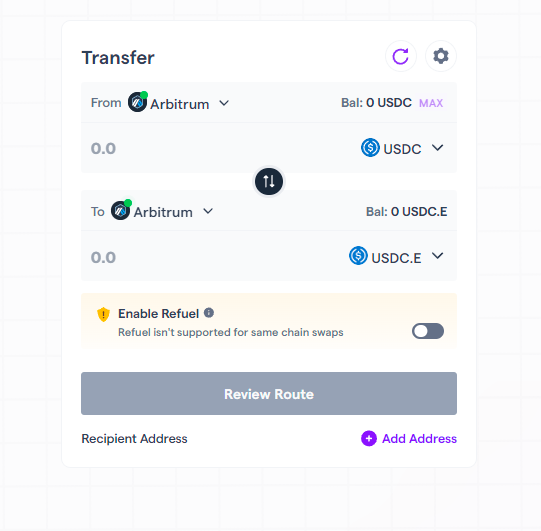 Transfer
From Arbitrum Bal: 0 USDC MAX
0.0 USDC
To Arbitrum Bal: 0 USDC.E
0.0 USDC.E
Enable Refuel
Refuel isn't supported for same chain swaps
Review Route
Recipient Address Add Address